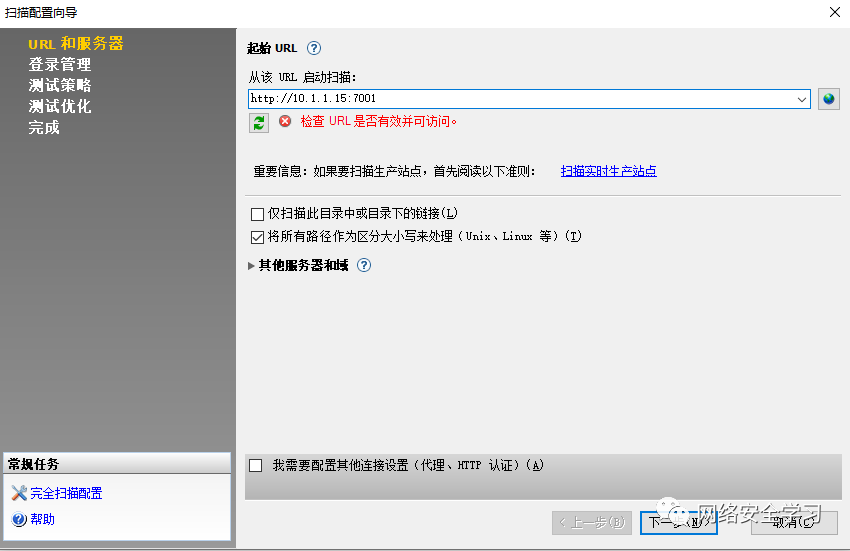 扫描配置向导
URL 和服务器
登录管理
测试策略
测试优化
完成
起始 URL
从该 URL 启动扫描：
http://10.1.1.15:7001
检查 URL 是否有效并可访问。
重要信息：如果要扫描生产站点，首先阅读以下准则： 扫描实时生产站点
仅扫描此目录中或目录下的链接(L)
将所有路径作为区分大小写来处理（Unix、Linux 等）(T)
其他服务器和域
常规任务
完全扫描配置
帮助
我需要配置其他连接设置（代理、HTTP 认证）(A)
< 上一步(B) 下一步(N) 取消(C)
网络安全学习